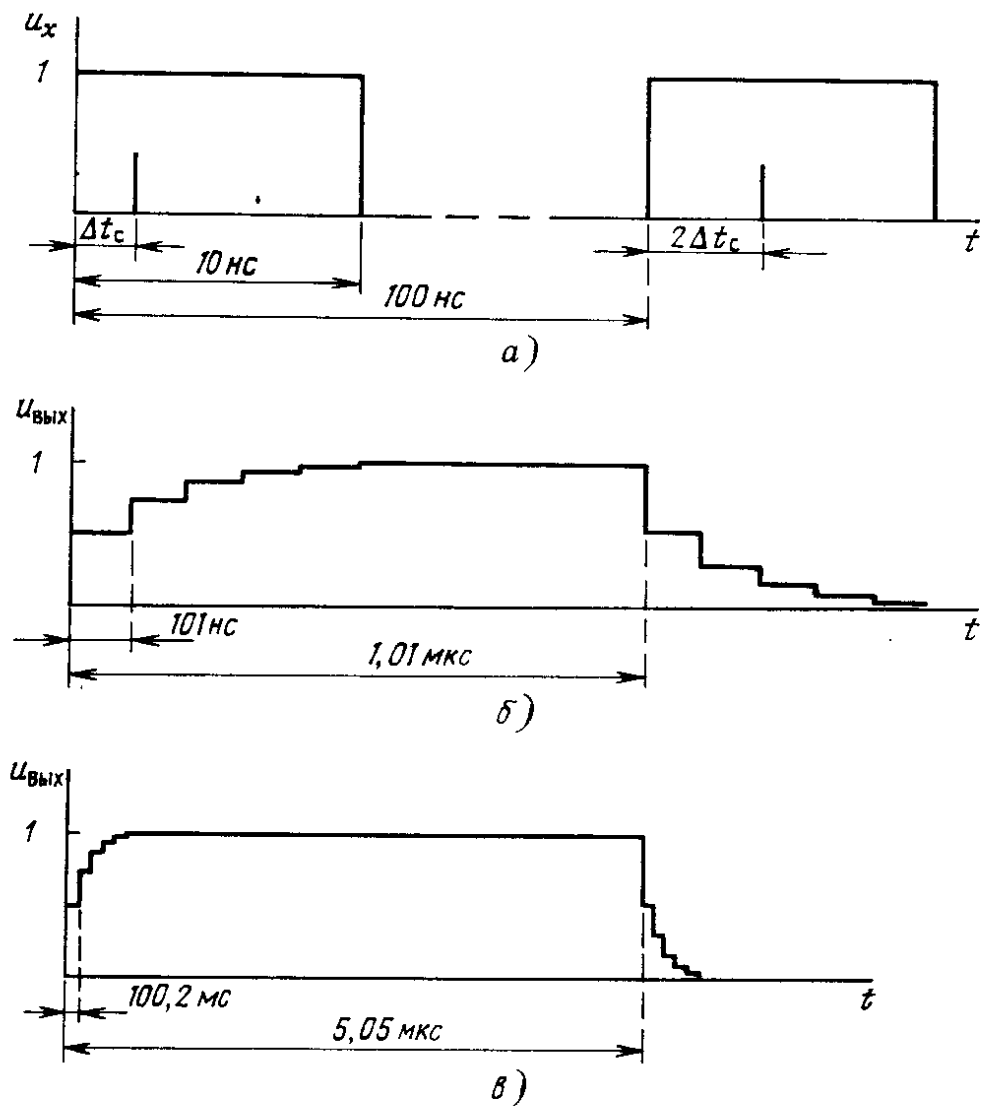 uₓ
1
Δt_c
2Δt_c
t
10 нс
100 нс
а)
u_вых
1
101 нс
t
1,01 мкс
б)
u_вых
1
100,2 мс
t
5,05 мкс
в)